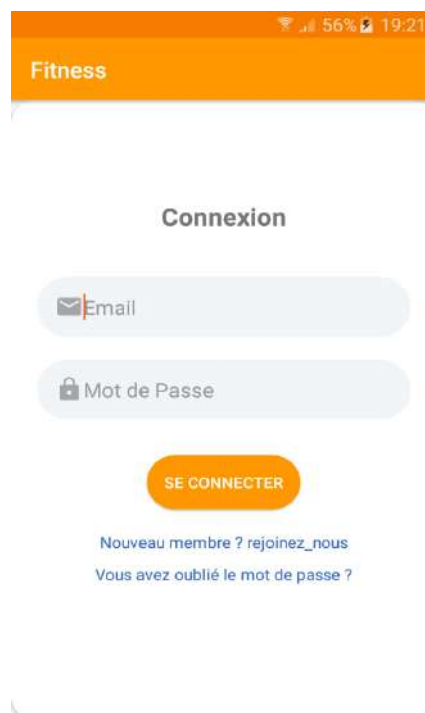 56% 19:21
Fitness
Connexion
Email
Mot de Passe
SE CONNECTER
Nouveau membre ? rejoinez_nous
Vous avez oublié le mot de passe ?